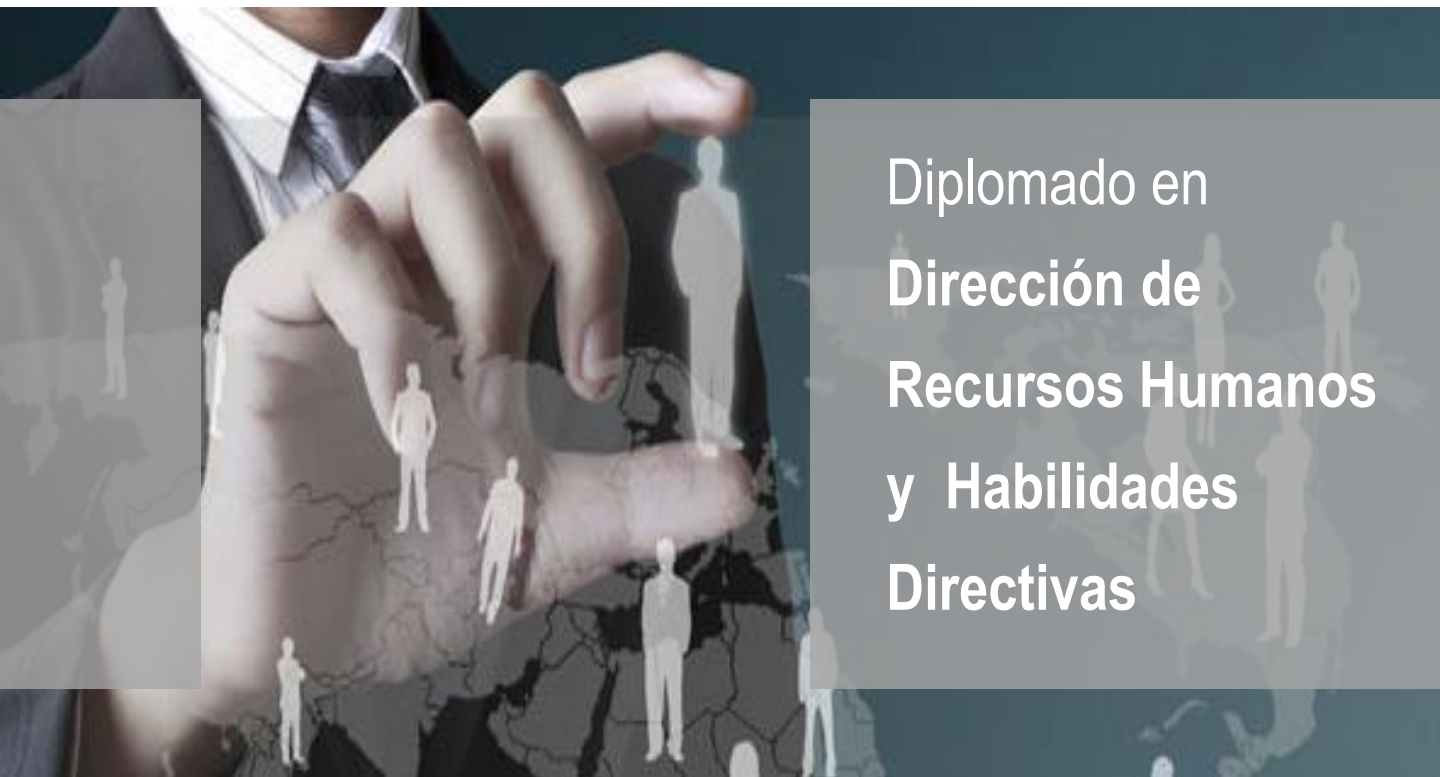 Diplomado en
Dirección de
Recursos Humanos
y Habilidades
Directivas